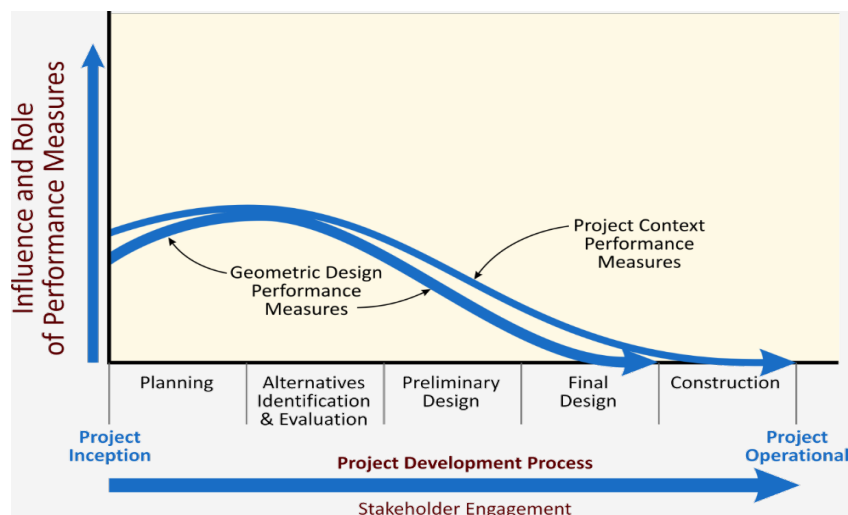 Influence and Role
of Performance Measures
Project Context
Performance
Measures
Geometric Design
Performance
Measures
Planning
Alternatives
Identification
& Evaluation
Preliminary
Design
Final
Design
Construction
Project
Inception
Project
Operational
Project Development Process
Stakeholder Engagement